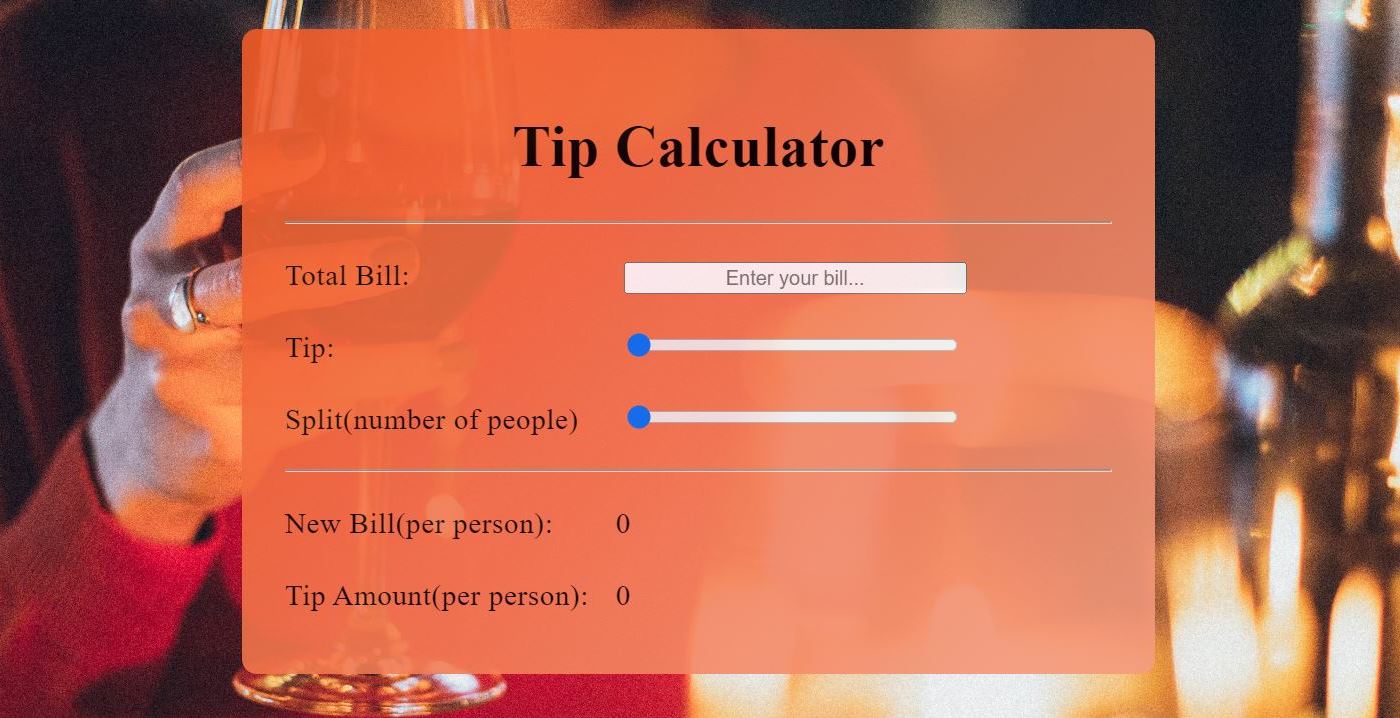 Tip Calculator
Total Bill: Enter your bill...
Tip:
Split(number of people)
New Bill(per person): 0
Tip Amount(per person): 0